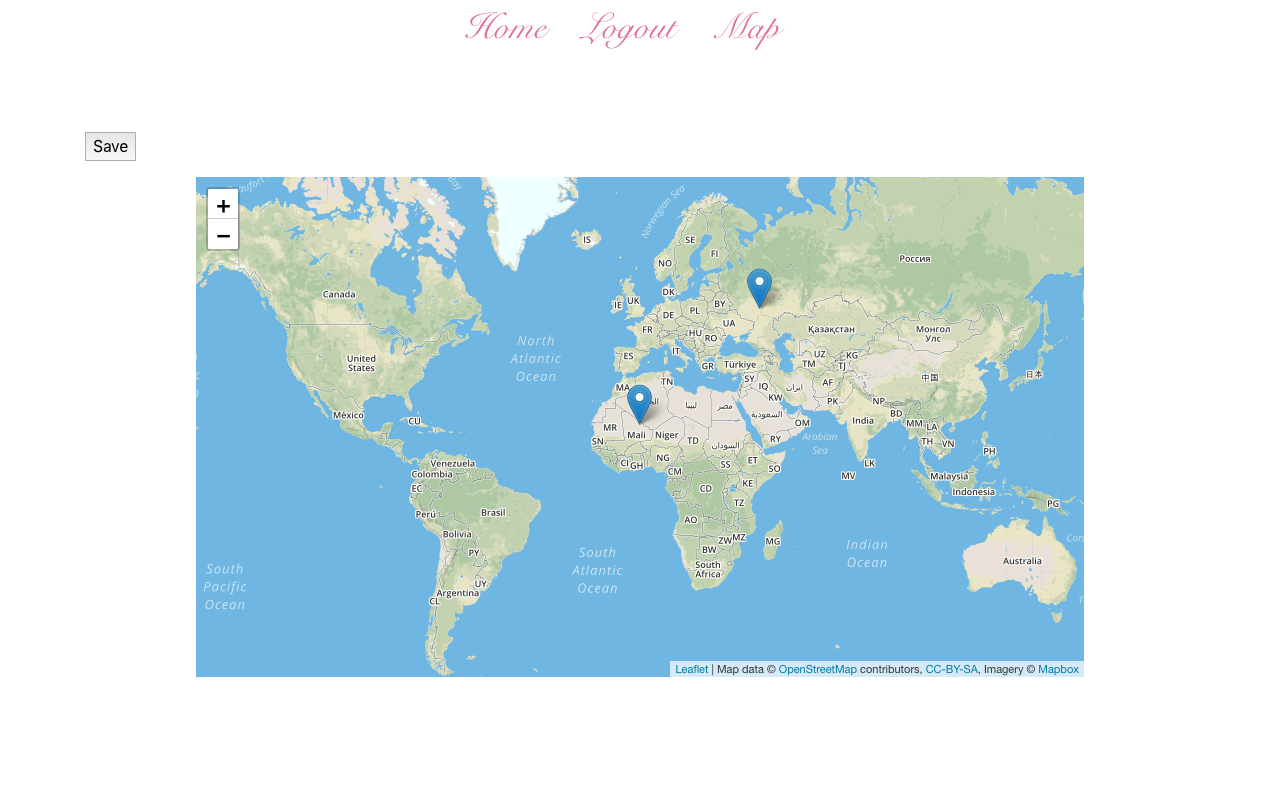 Home Logout Map
Save
+
−
Bay
Norwegian Sea
IS
SE
FI
NO
Россия
Canada
DK
IE
UK
BY
PL
DE
UA
FR
HU
RO
Қазақстан
Монгол
Улс
North
Atlantic
Ocean
United
States
ES
IT
GR
Türkiye
UZ
KG
TM
TJ
中国
日本
SY
IQ
ایران
AF
MA
TN
KW
PK
NP
ليبيا
مصر
السعودية
BD
México
CU
MR
Mali
Niger
TD
السودان
OM
RY
Arabian
Sea
India
MM
LA
TH
VN
PH
SN
CI
GH
NG
CM
SS
ET
SO
LK
MV
Malaysia
Indonesia
PG
Venezuela
Colombia
EC
CD
KE
TZ
Perú
Brasil
AO
Bolivia
ZW
MZ
MG
BW
PY
South
Africa
South
Atlantic
Ocean
Indian
Ocean
Australia
South
Pacific
Ocean
UY
Argentina
CL
Leaflet | Map data © OpenStreetMap contributors, CC-BY-SA, Imagery © Mapbox